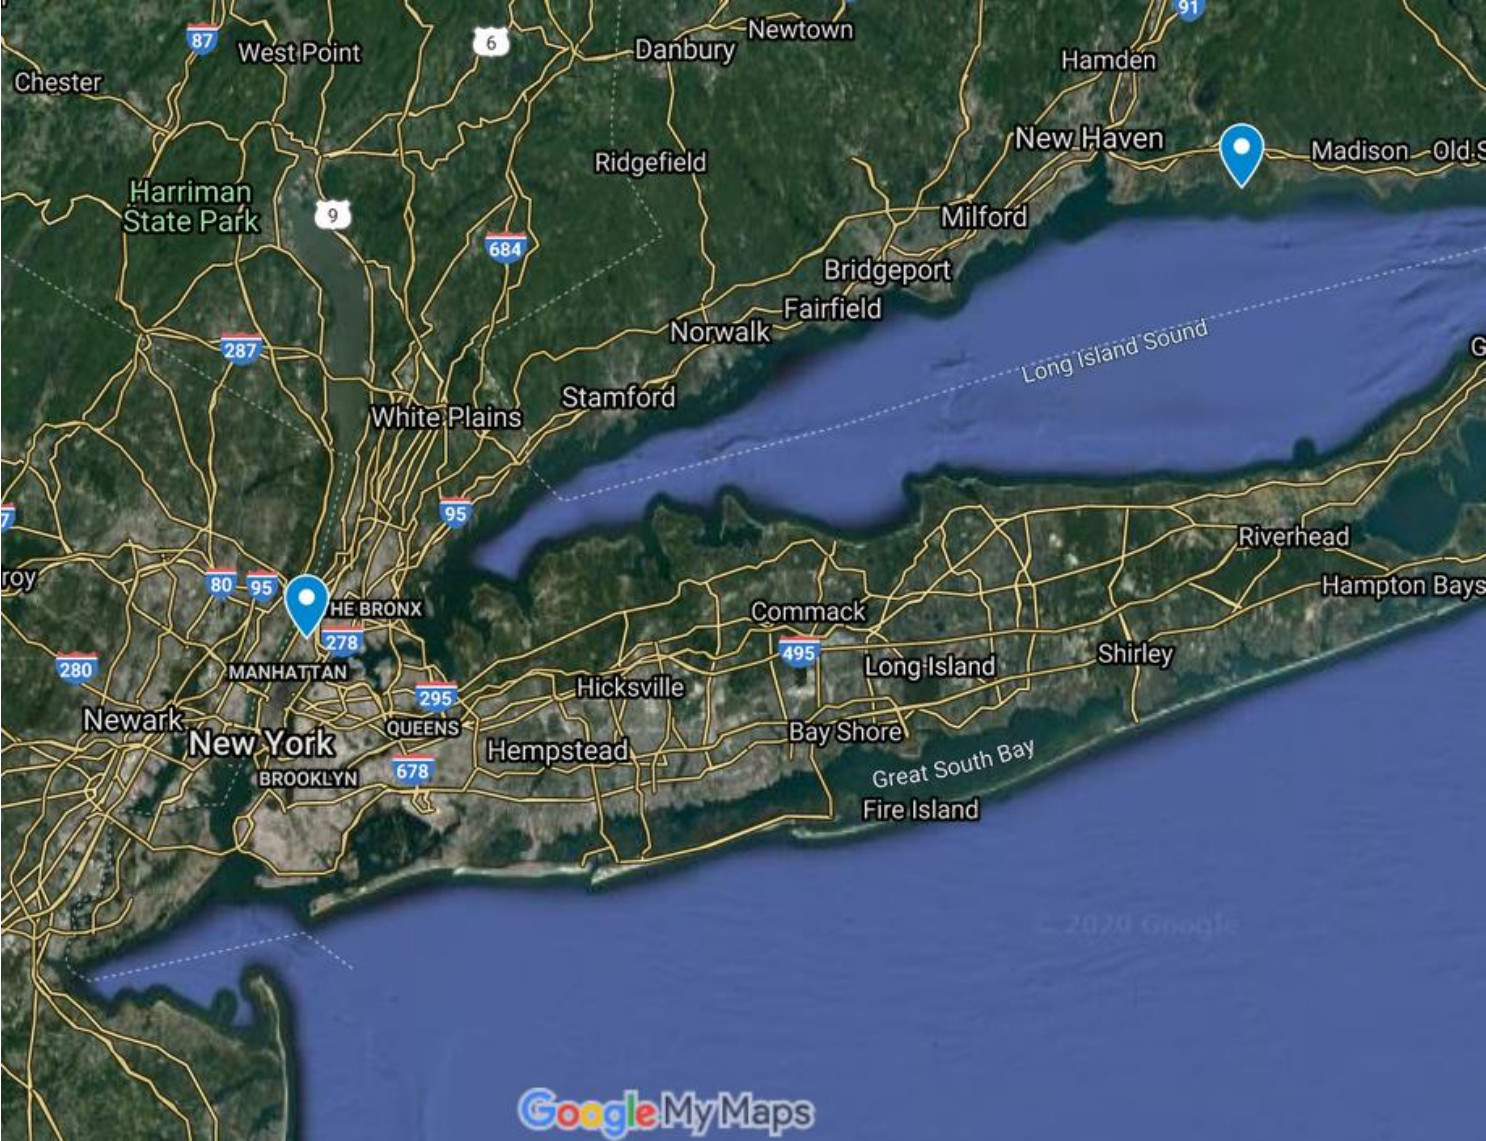 91
Newtown
87
6
West Point
Danbury
Hamden
Chester
New Haven
Madison
Ridgefield
Harriman
State Park
9
Milford
684
Bridgeport
Fairfield
Norwalk
287
Long Island Sound
Stamford
White Plains
95
Riverhead
80
95
Hampton Bays
HE BRONX
Commack
278
495
Shirley
280
MANHATTAN
Long Island
Hicksville
295
Newark
QUEENS
Bay Shore
New York
Hempstead
Great South Bay
678
BROOKLYN
Fire Island
© 2020 Google
Google My Maps